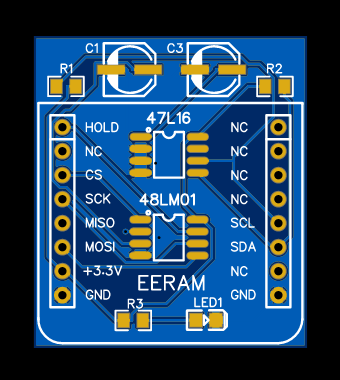 C1 C3
R1 R2
47L16
HOLD NC
NC NC
CS NC
48LM01
SCK NC
MISO SCL
MOSI SDA
+3.3V NC
EERAM
GND NC
R3 LED1